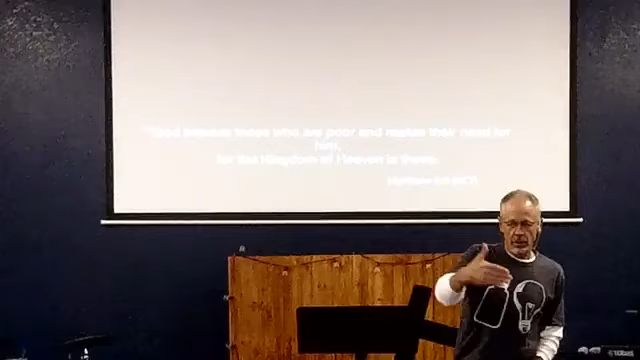 "God blesses those who are poor and realize their need for
him,
for the Kingdom of Heaven is theirs.